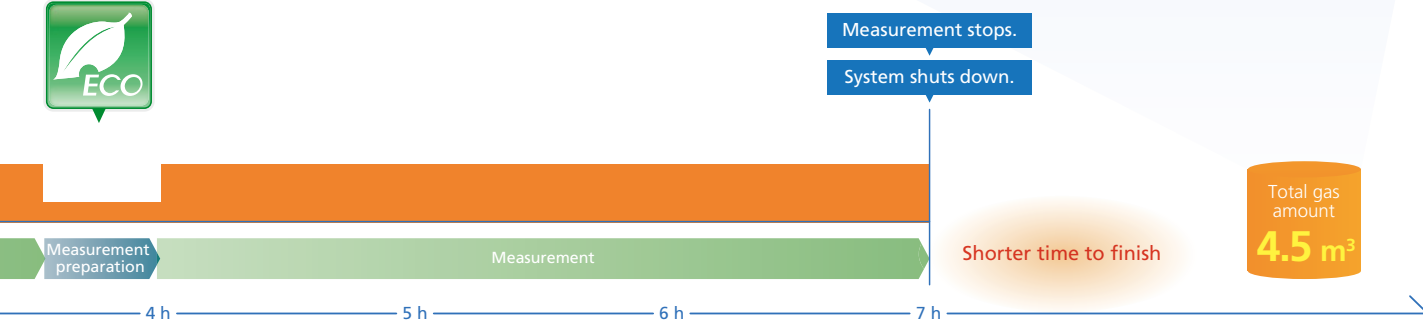 ECO
Measurement stops.
System shuts down.
Total gas
amount
4.5 m³
Measurement
preparation
Measurement
Shorter time to finish
4 h
5 h
6 h
7 h